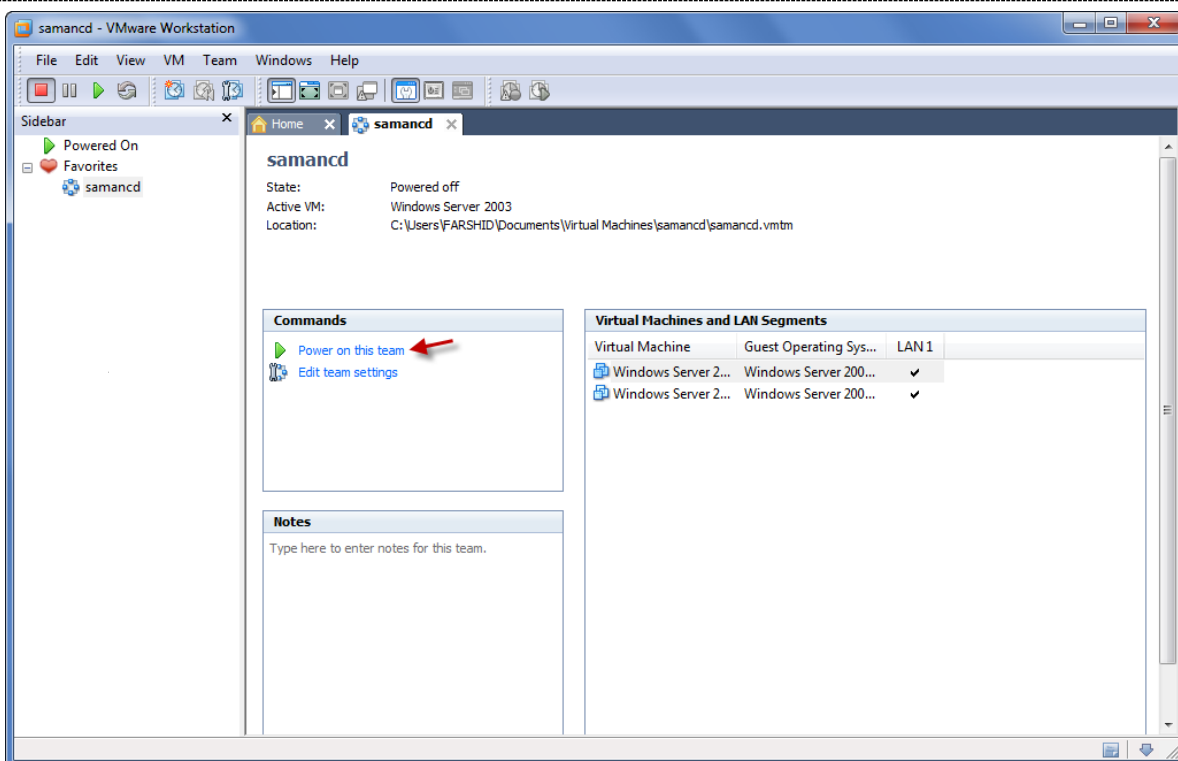 samancd - VMware Workstation
File Edit View VM Team Windows Help
Sidebar x
Powered On
Favorites
samancd
Home x samancd x
samancd
State: Powered off
Active VM: Windows Server 2003
Location: C:\Users\FARSHID\Documents\Virtual Machines\samancd\samancd.vmtm
Commands
Power on this team
Edit team settings
Notes
Type here to enter notes for this team.
Virtual Machines and LAN Segments
Virtual Machine Guest Operating Sys... LAN 1
Windows Server 2... Windows Server 200... ✔
Windows Server 2... Windows Server 200... ✔